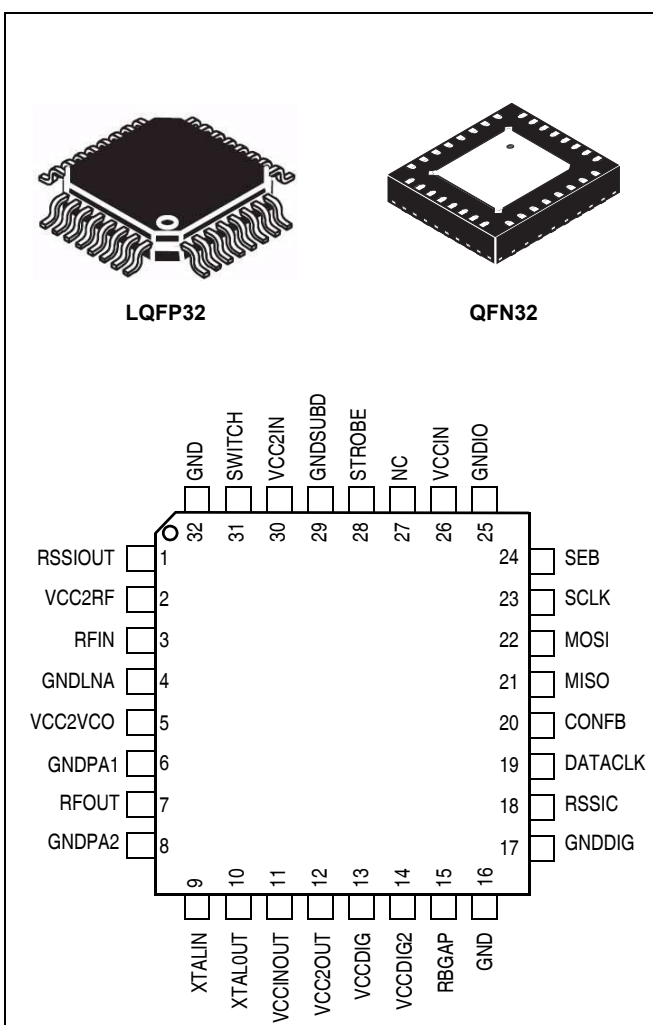 LQFP32
QFN32
GND
SWITCH
VCC2IN
GNDSUBD
STROBE
NC
VCCIN
GNDIO
32
31
30
29
28
27
26
25
RSSIOUT 1
VCC2RF 2
RFIN 3
GNDLNA 4
VCC2VCO 5
GNDPA1 6
RFOUT 7
GNDPA2 8
24 SEB
23 SCLK
22 MOSI
21 MISO
20 CONFB
19 DATACLK
18 RSSIC
17 GNDDIG
9
10
11
12
13
14
15
16
XTALIN
XTAL0UT
VCCINOUT
VCC2OUT
VCCDIG
VCCDIG2
RBGAP
GND